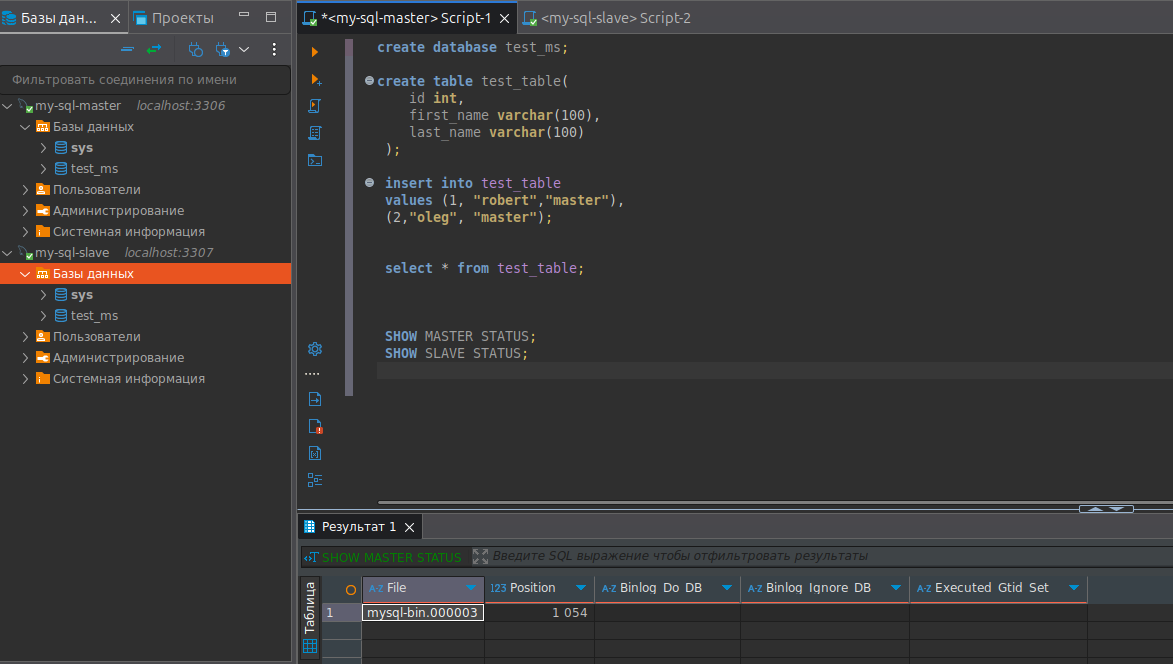 Базы дан...
Проекты
Фильтровать соединения по имени
my-sql-master localhost:3306
Базы данных
sys
test_ms
Пользователи
Администрирование
Системная информация
my-sql-slave localhost:3307
Базы данных
sys
test_ms
Пользователи
Администрирование
Системная информация
*<my-sql-master> Script-1
<my-sql-slave> Script-2
create database test_ms;
create table test_table(
id int,
first_name varchar(100),
last_name varchar(100)
);
insert into test_table
values (1, "robert","master"),
(2,"oleg", "master");
select * from test_table;
SHOW MASTER STATUS;
SHOW SLAVE STATUS;
Результат 1
SHOW MASTER STATUS
Введите SQL выражение чтобы отфильтровать результаты
Таблица
A-Z File
123 Position
A-Z Binlog_Do_DB
A-Z Binlog_Ignore_DB
A-Z Executed_Gtid_Set
1 mysql-bin.000003 1 054